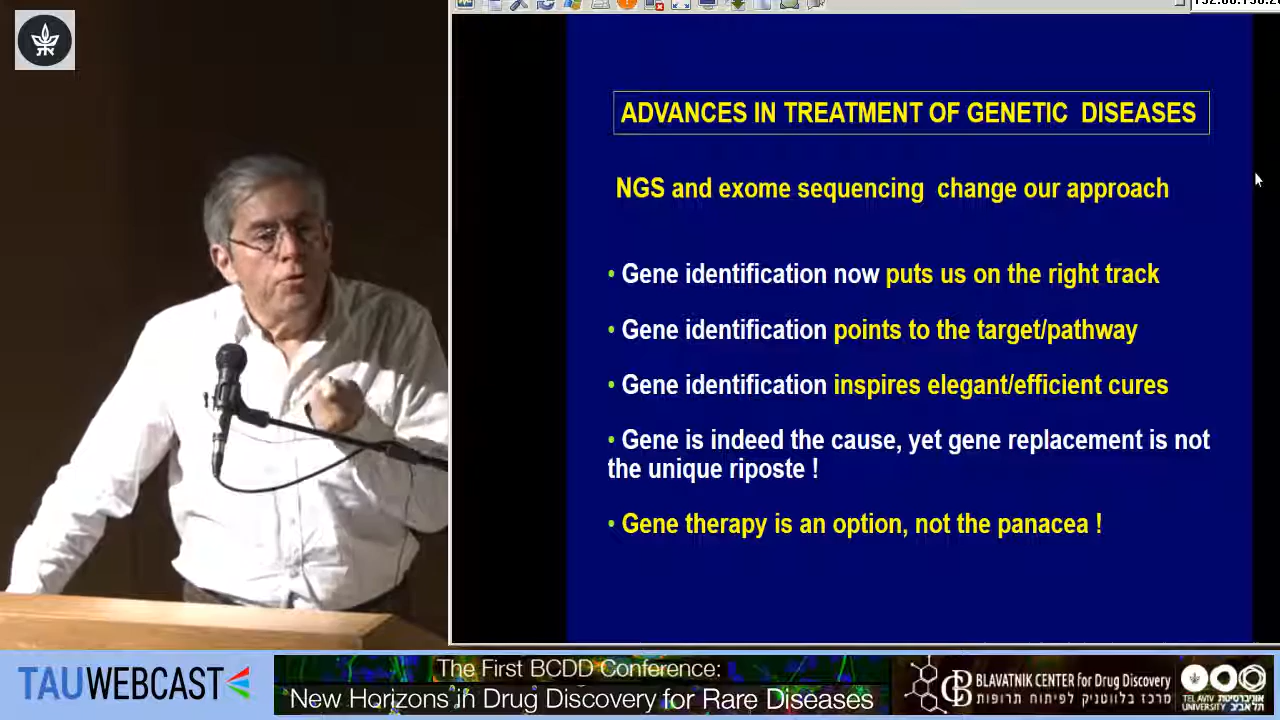 ADVANCES IN TREATMENT OF GENETIC DISEASES
NGS and exome sequencing change our approach
• Gene identification now puts us on the right track
• Gene identification points to the target/pathway
• Gene identification inspires elegant/efficient cures
• Gene is indeed the cause, yet gene replacement is not
the unique riposte !
• Gene therapy is an option, not the panacea !
TAUWEBCAST
The First BCDD Conference:
New Horizons in Drug Discovery for Rare Diseases
BLAVATNIK CENTER for Drug Discovery
מרכז בלווטניק לפיתוח תרופות
TEL AVIV אוניברסיטת
UNIVERSITY תל אביב